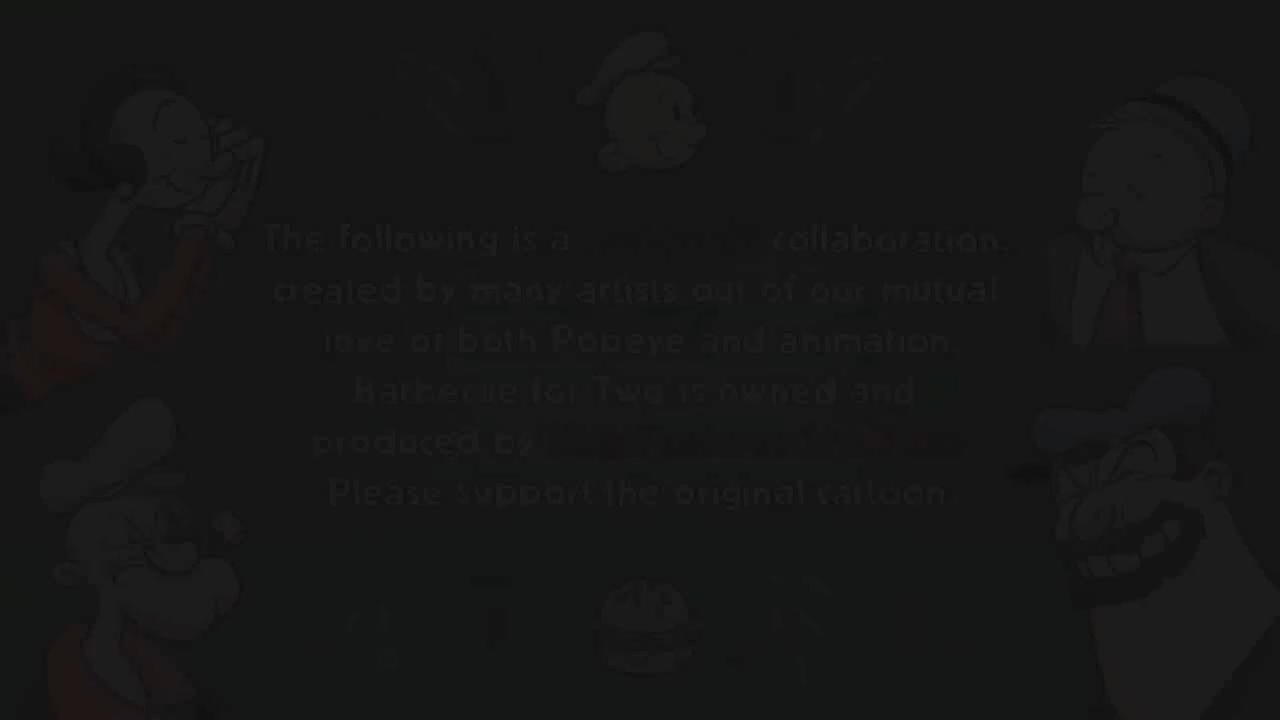 The following is a collaboration,
created by many artists out of our mutual
love of both Popeye and animation.
Barbecue for Two is owned and
produced by
Please support the original cartoon.